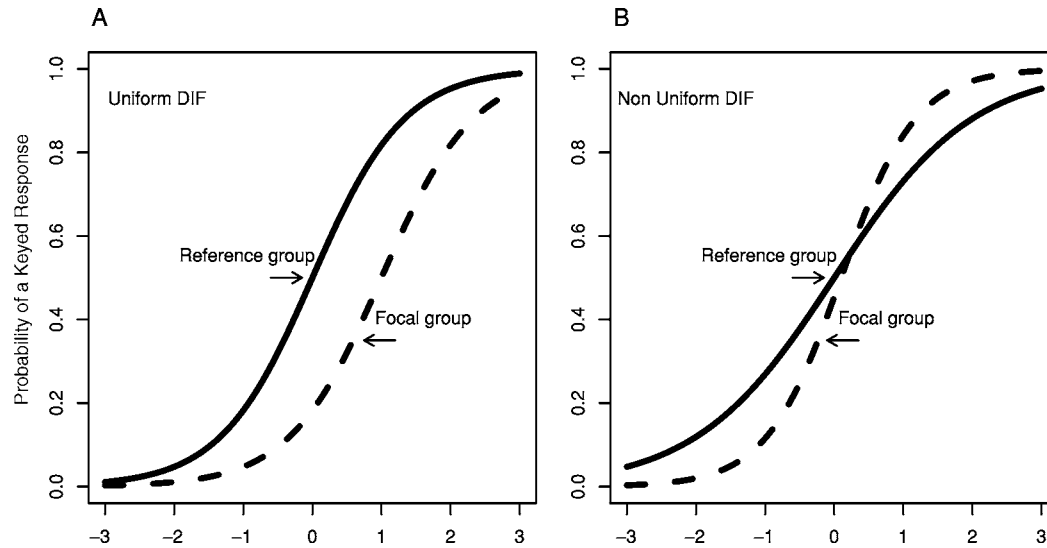 A
Uniform DIF
Probability of a Keyed Response
1.0
0.8
0.6
0.4
0.2
0.0
Reference group
Focal group
−3 −2 −1 0 1 2 3
B
Non Uniform DIF
1.0
0.8
0.6
0.4
0.2
0.0
Reference group
Focal group
−3 −2 −1 0 1 2 3